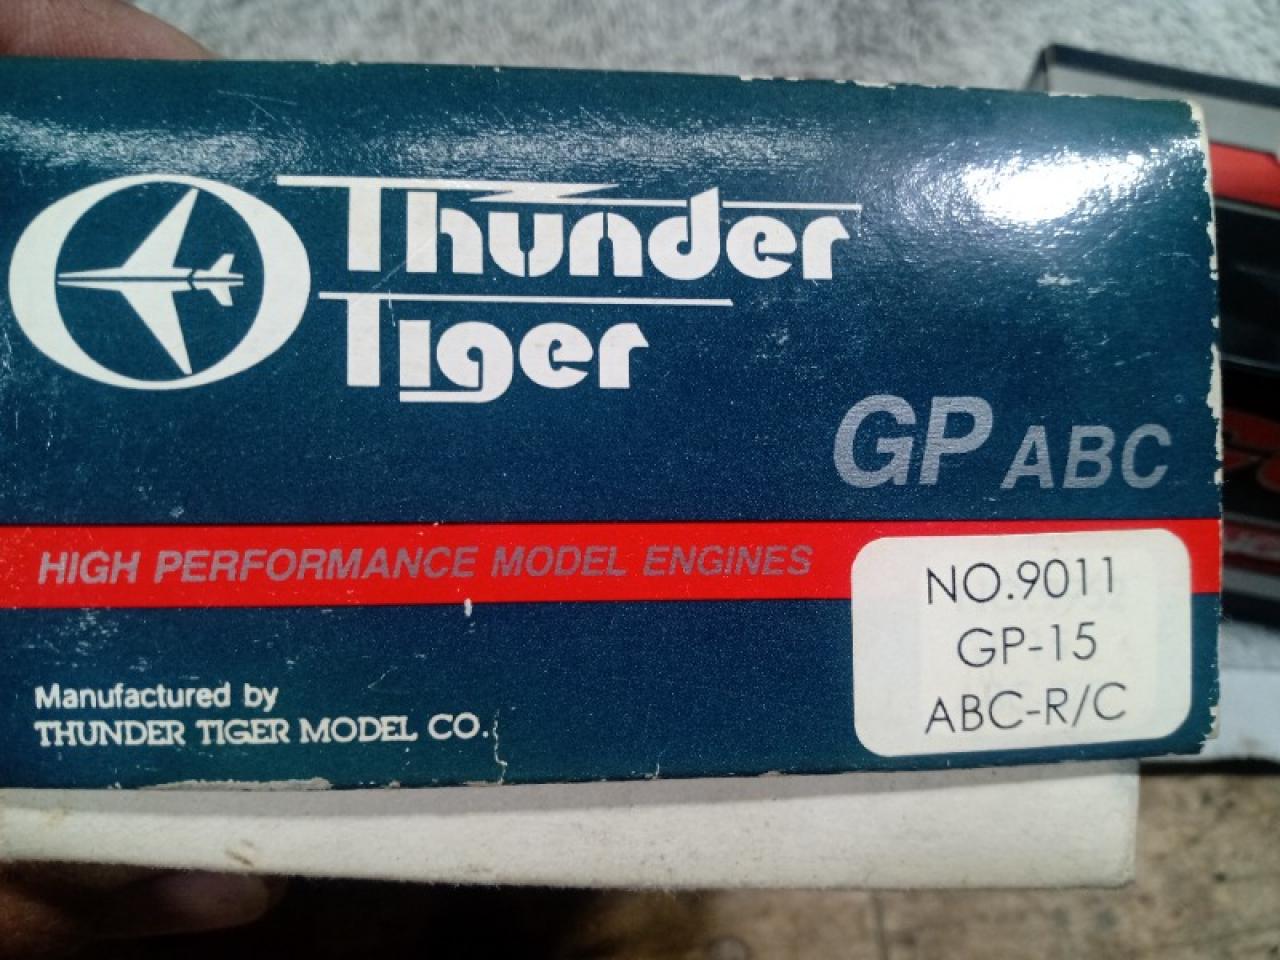 Thunder
Tiger
GP ABC
HIGH PERFORMANCE MODEL ENGINES
NO.9011
GP-15
ABC-R/C
Manufactured by
THUNDER TIGER MODEL CO.